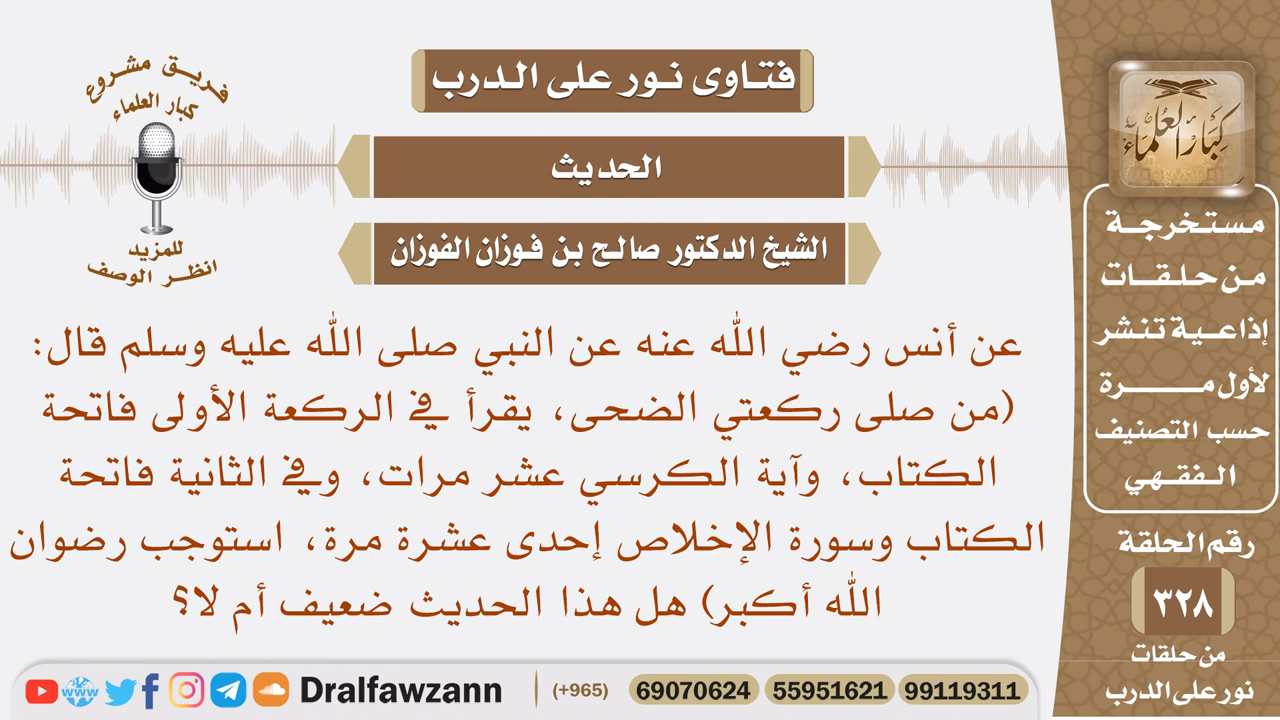 فتاوى نور على الدرب
الحديث
الشيخ الدكتور صالح بن فوزان الفوزان
عن أنس رضي الله عنه عن النبي صلى الله عليه وسلم قال:
(من صلى ركعتي الضحى، يقرأ في الركعة الأولى فاتحة
الكتاب، وآية الكرسي عشر مرات، وفي الثانية فاتحة
الكتاب وسورة الإخلاص إحدى عشرة مرة، استوجب رضوان
الله أكبر) هل هذا الحديث ضعيف أم لا؟
كبار العلماء
مستخرجة
من حلقات
إذاعية تنشر
لأول مرة
حسب التصنيف
الفقهي
رقم الحلقة
٣٢٨
من حلقات
نور على الدرب
فريق مشروع
كبار العلماء
للمزيد
انظر الوصف
www Dralfawzann (+965) 69070624 55951621 99119311